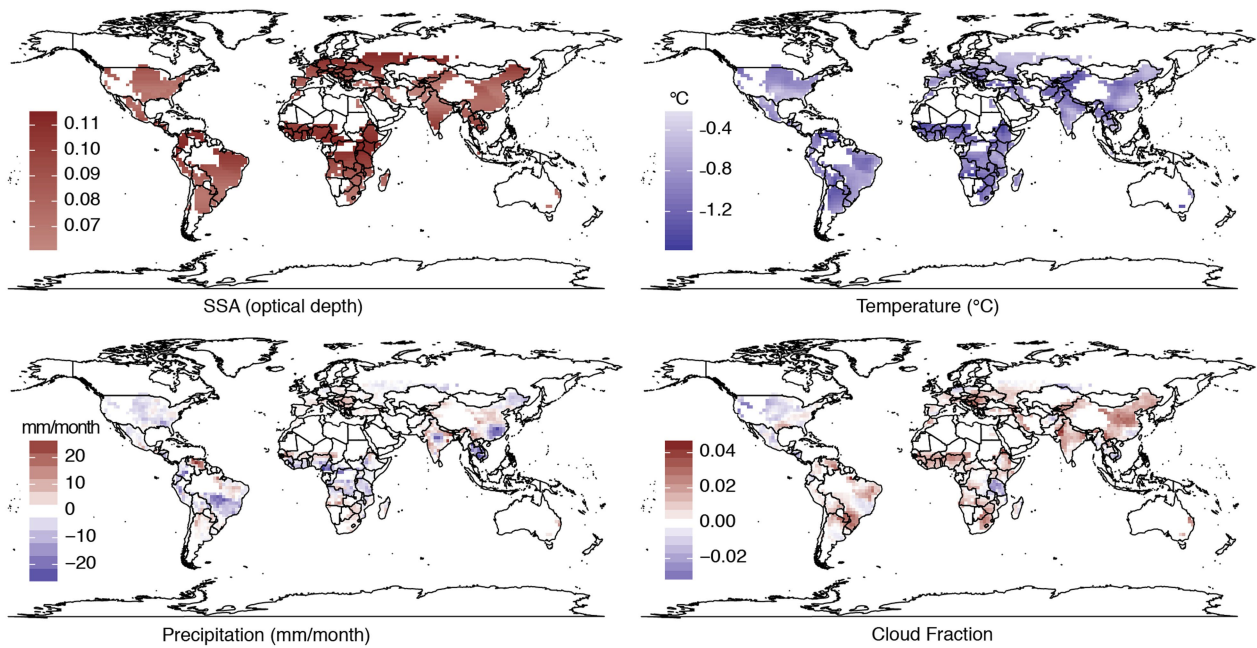 0.11
0.10
0.09
0.08
0.07
SSA (optical depth)
°C
-0.4
-0.8
-1.2
Temperature (°C)
mm/month
20
10
0
−10
−20
Precipitation (mm/month)
0.04
0.02
0.00
−0.02
Cloud Fraction